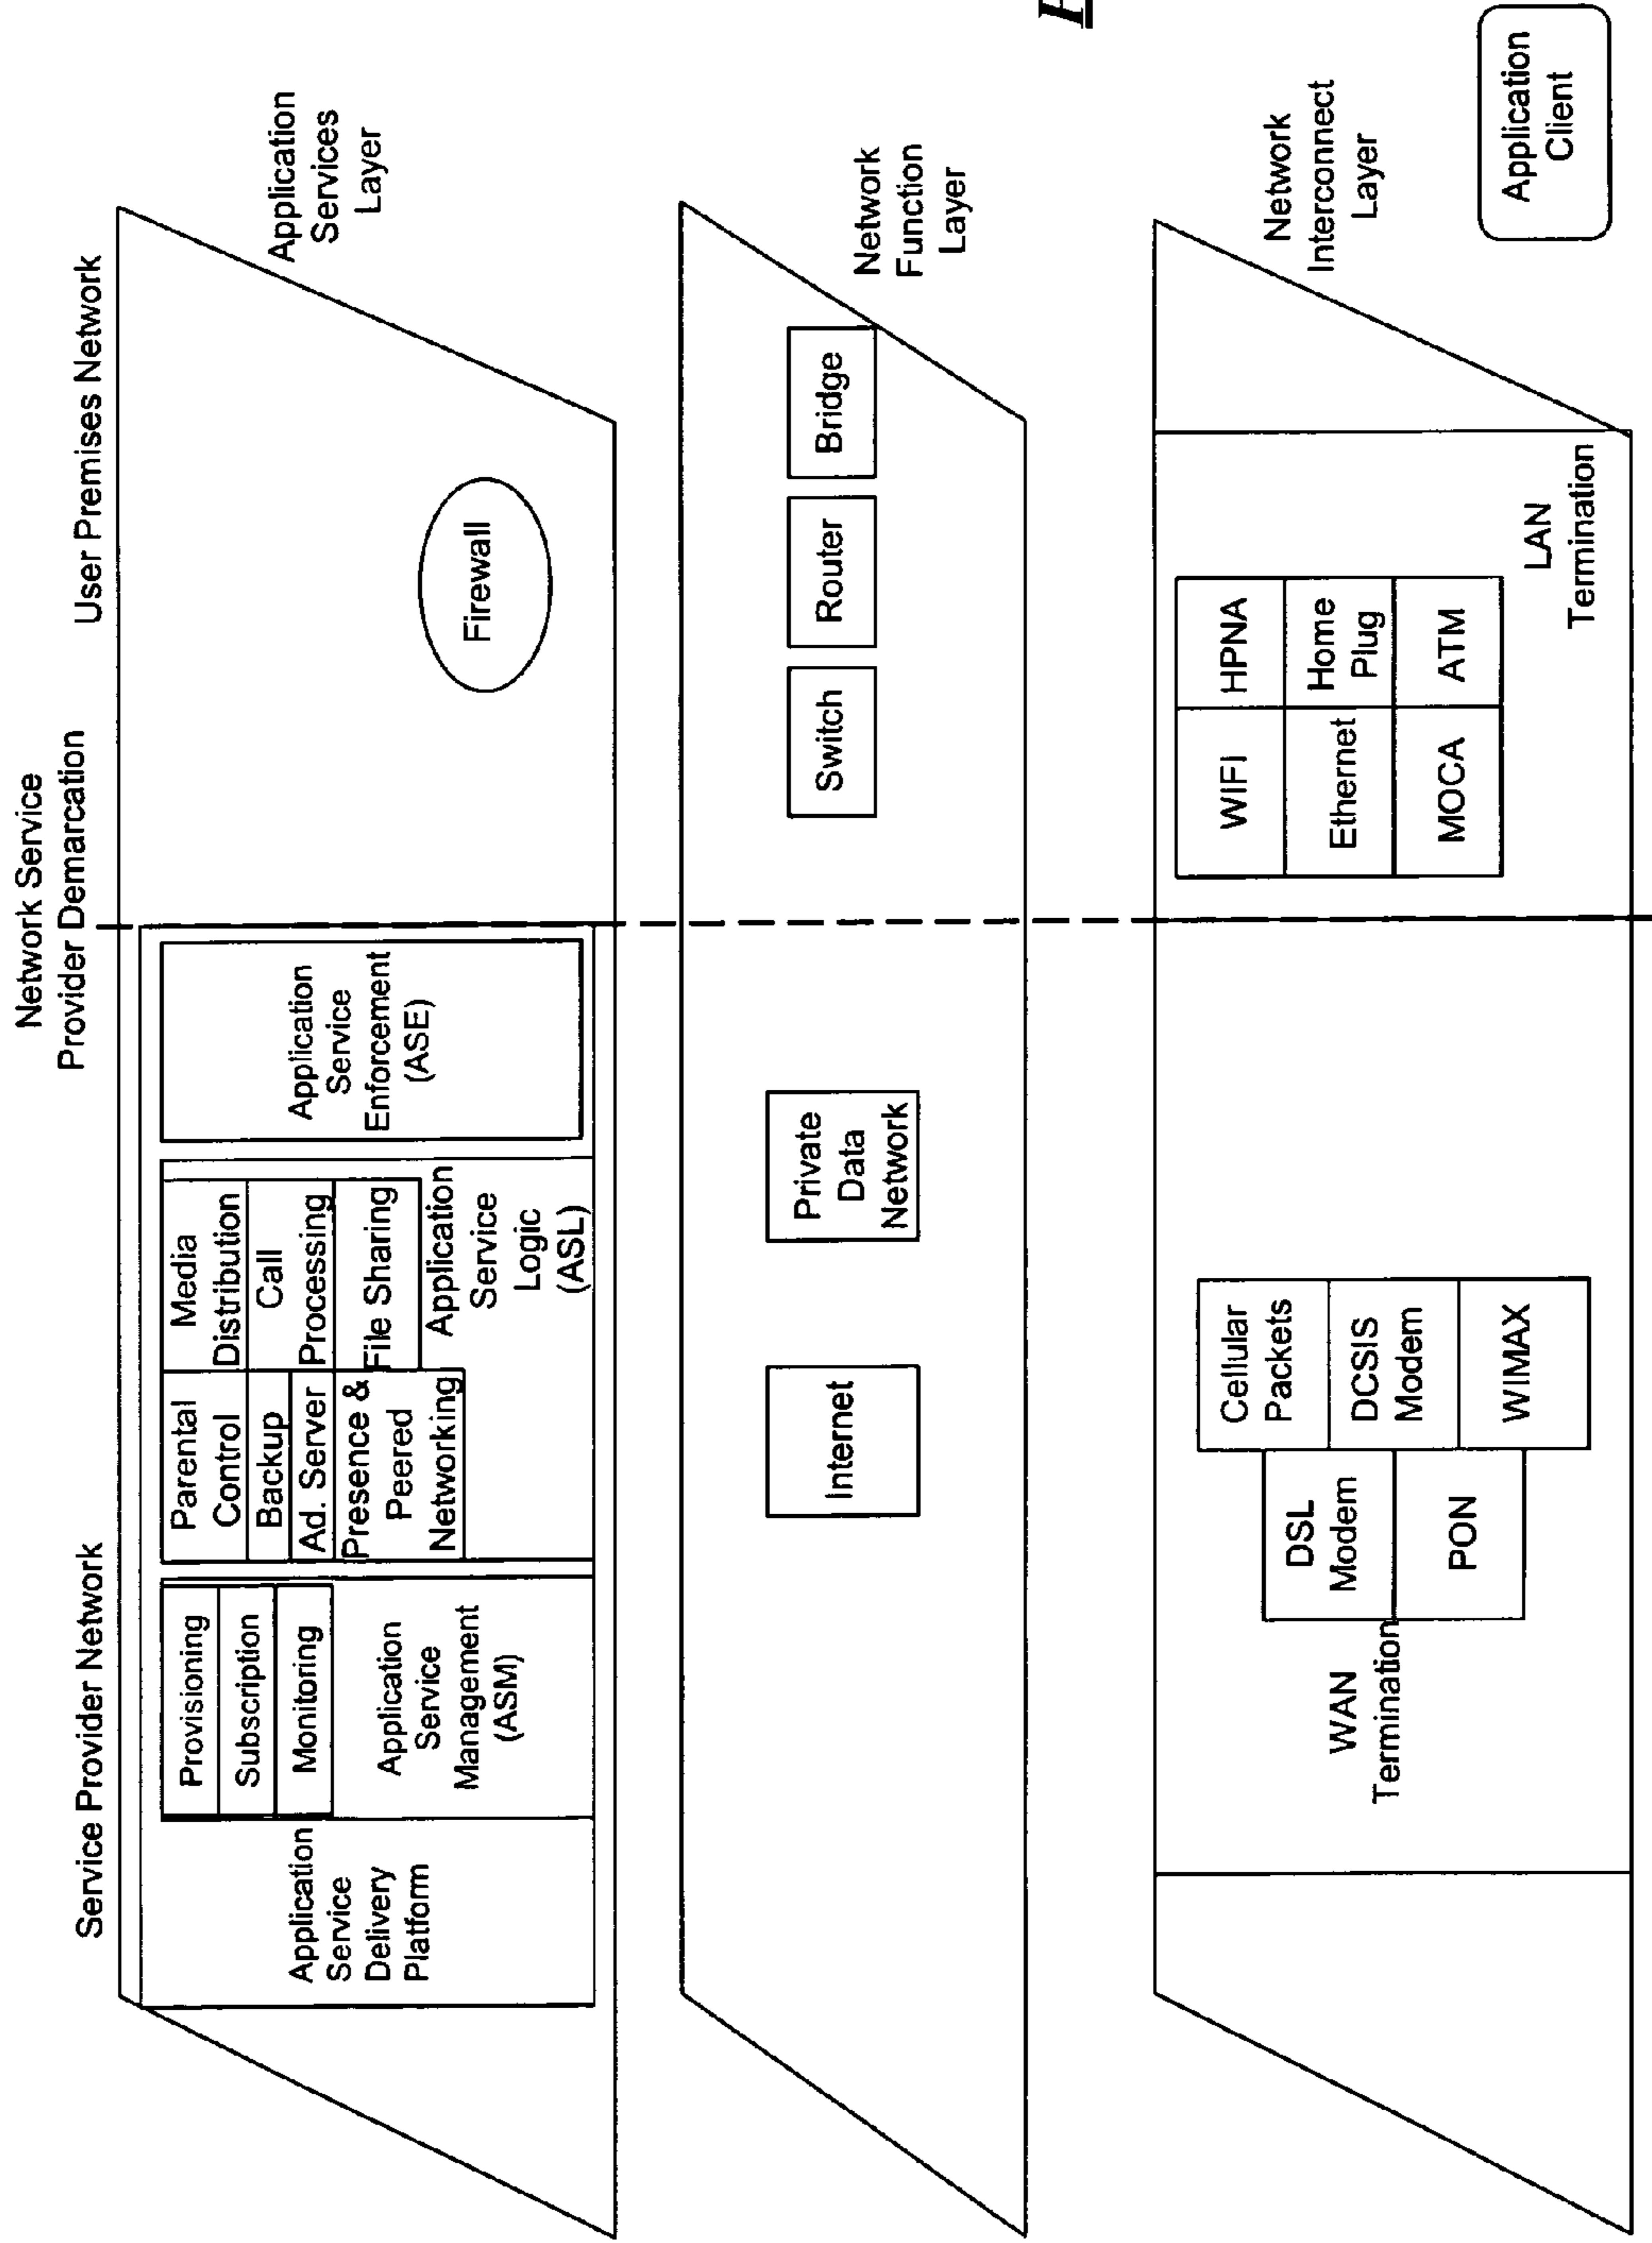 Network Service
Provider Demarcation
Service Provider Network
User Premises Network
Application
Service
Delivery
Platform
Provisioning
Subscription
Monitoring
Application
Service
Management
(ASM)
Parental
Control
Backup
Ad. Server
Presence &
Peered
Networking
Media
Distribution
Call
Processing
File Sharing
Application
Service
Logic
(ASL)
Application
Service
Enforcement
(ASE)
Firewall
Application
Services
Layer
Internet
Private
Data
Network
Switch
Router
Bridge
Network
Function
Layer
WAN
Termination
DSL
Modem
PON
Cellular
Packets
DCSIS
Modem
WIMAX
WIFI
HPNA
Ethernet
Home
Plug
MOCA
ATM
LAN
Termination
Network
Interconnect
Layer
Application
Client